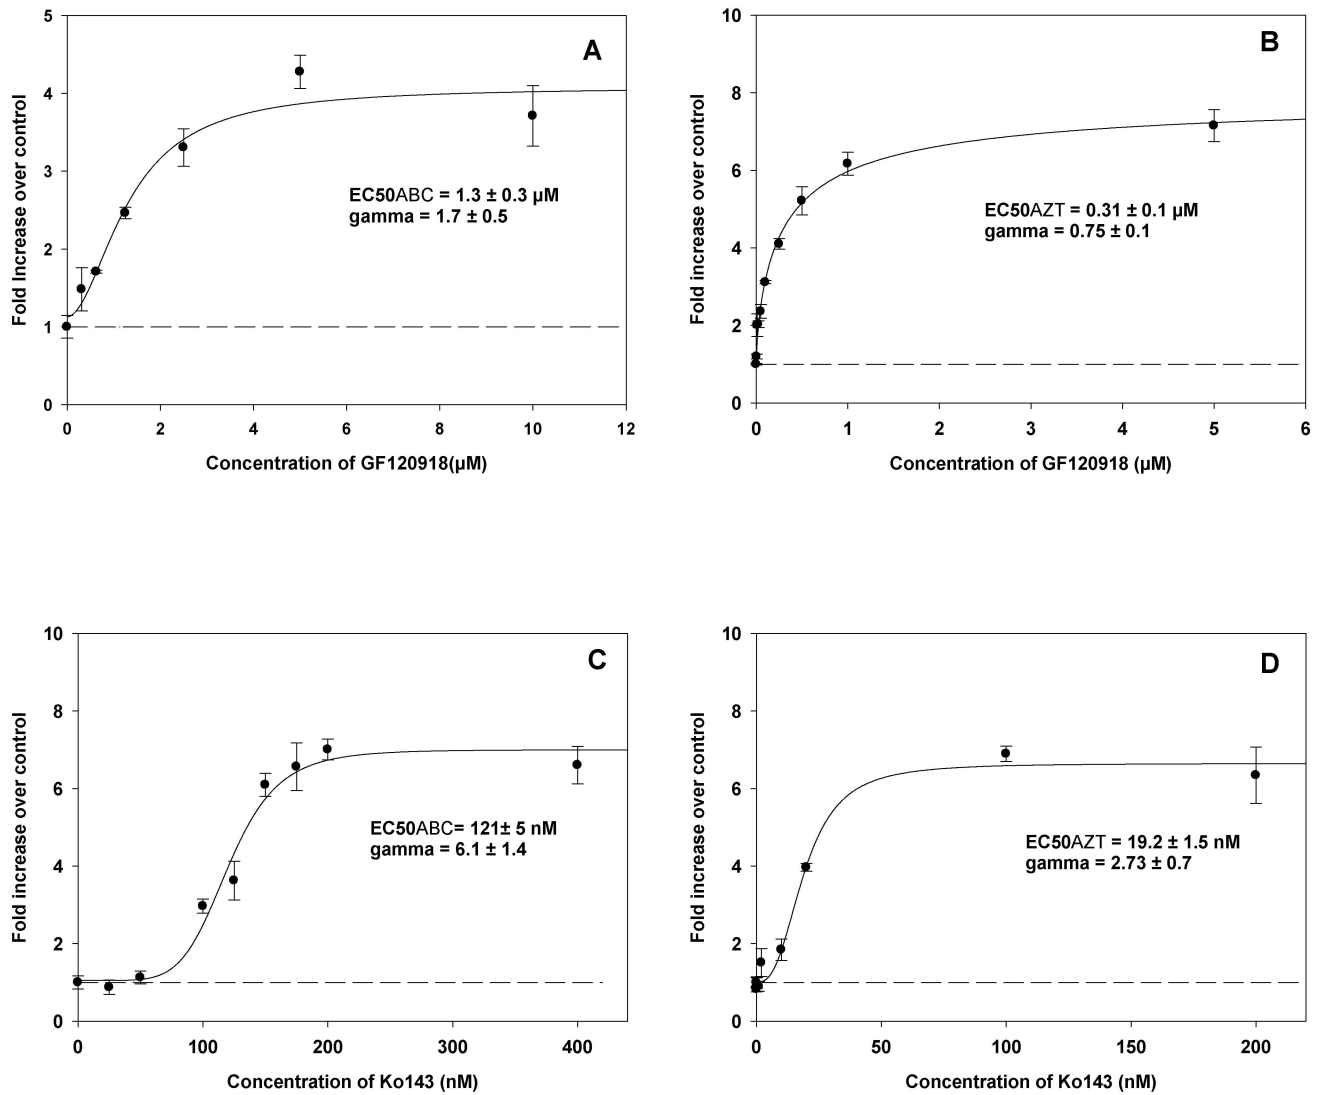 A
Fold Increase over control
5
4
3
2
1
0
EC50ABC = 1.3 ± 0.3 µM
gamma = 1.7 ± 0.5
0 2 4 6 8 10 12
Concentration of GF120918(µM)
B
Fold increase over control
10
8
6
4
2
0
EC50AZT = 0.31 ± 0.1 µM
gamma = 0.75 ± 0.1
0 1 2 3 4 5 6
Concentration of GF120918 (µM)
C
Fold increase over control
10
8
6
4
2
0
EC50ABC= 121± 5 nM
gamma = 6.1 ± 1.4
0 100 200 300 400
Concentration of Ko143 (nM)
D
Fold increase over control
10
8
6
4
2
0
EC50AZT = 19.2 ± 1.5 nM
gamma = 2.73 ± 0.7
0 50 100 150 200
Concentration of Ko143 (nM)